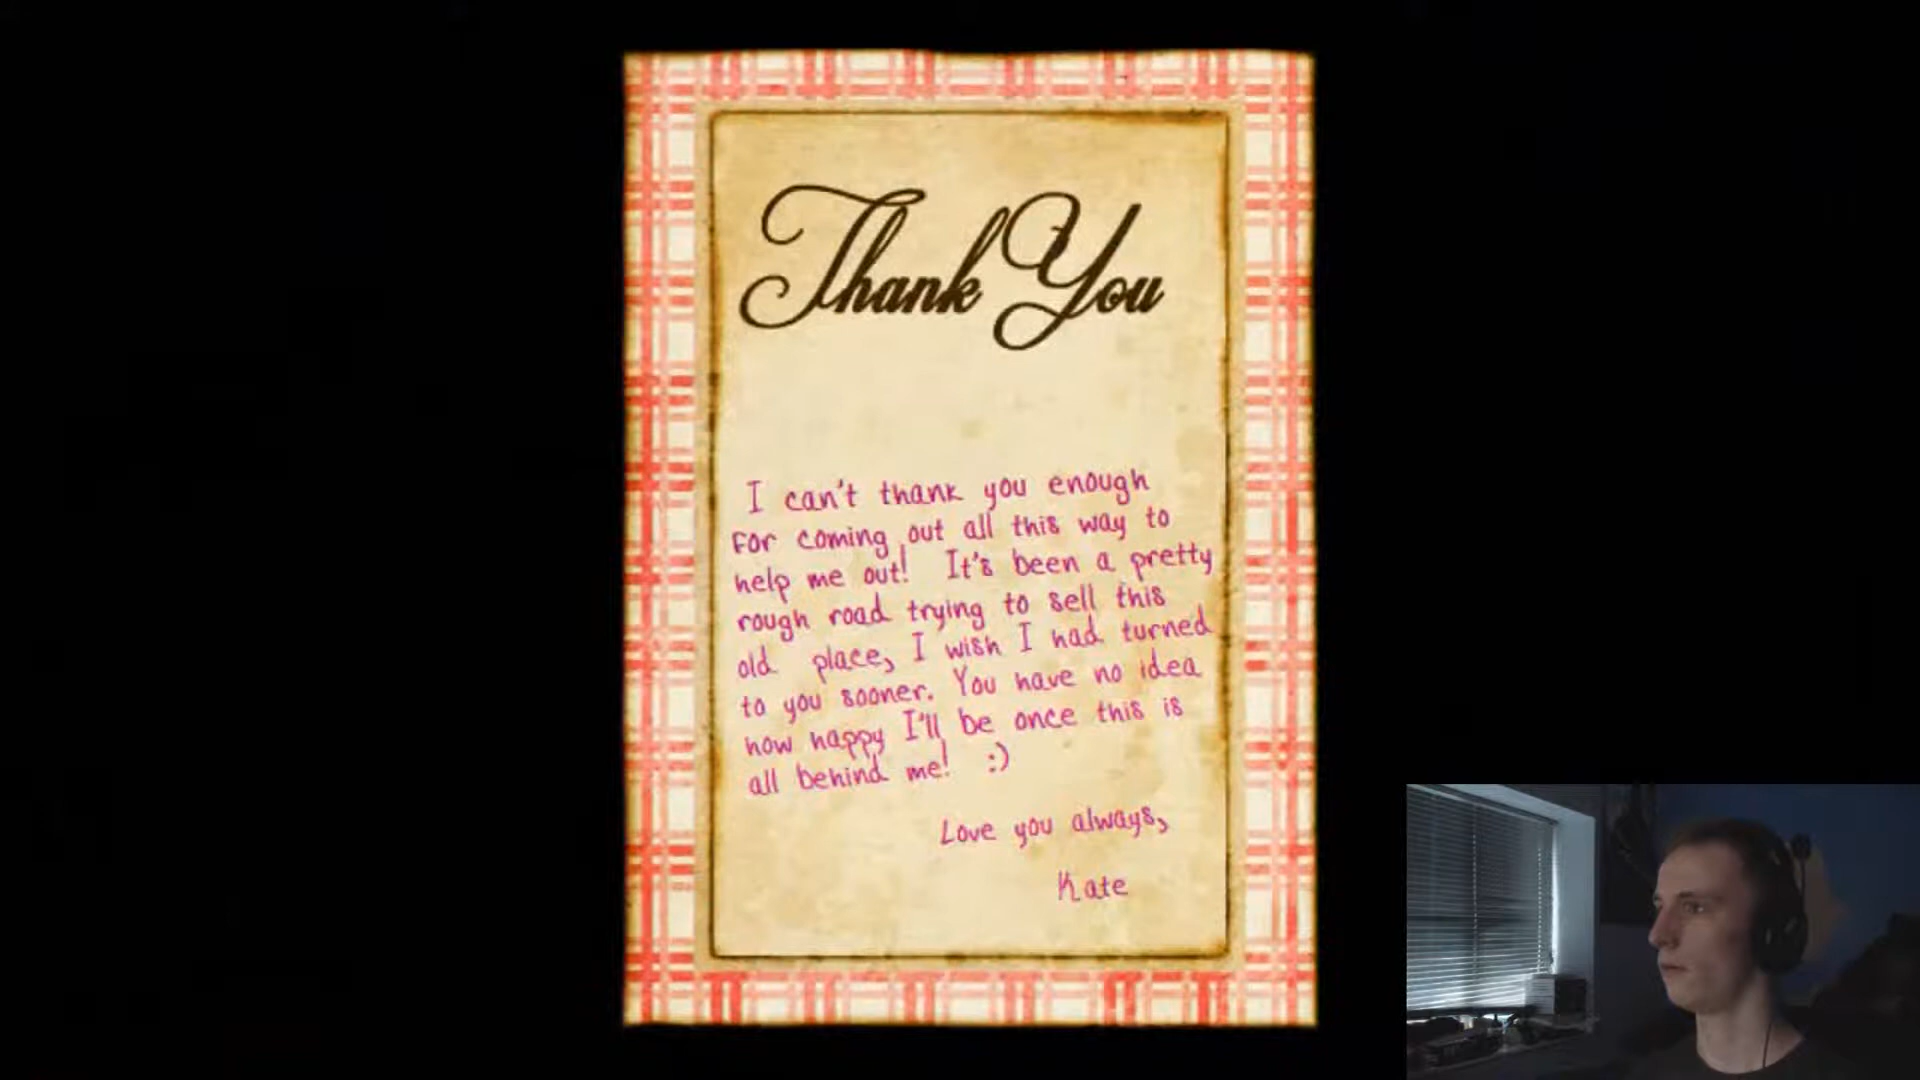 Thank You
I can't thank you enough
For coming out all this way to
help me out! It's been a pretty
rough road trying to sell this
old place, I wish I had turned
to you sooner. You have no idea
how happy I'll be once this is
all behind me! :)
Love you always,
Kate